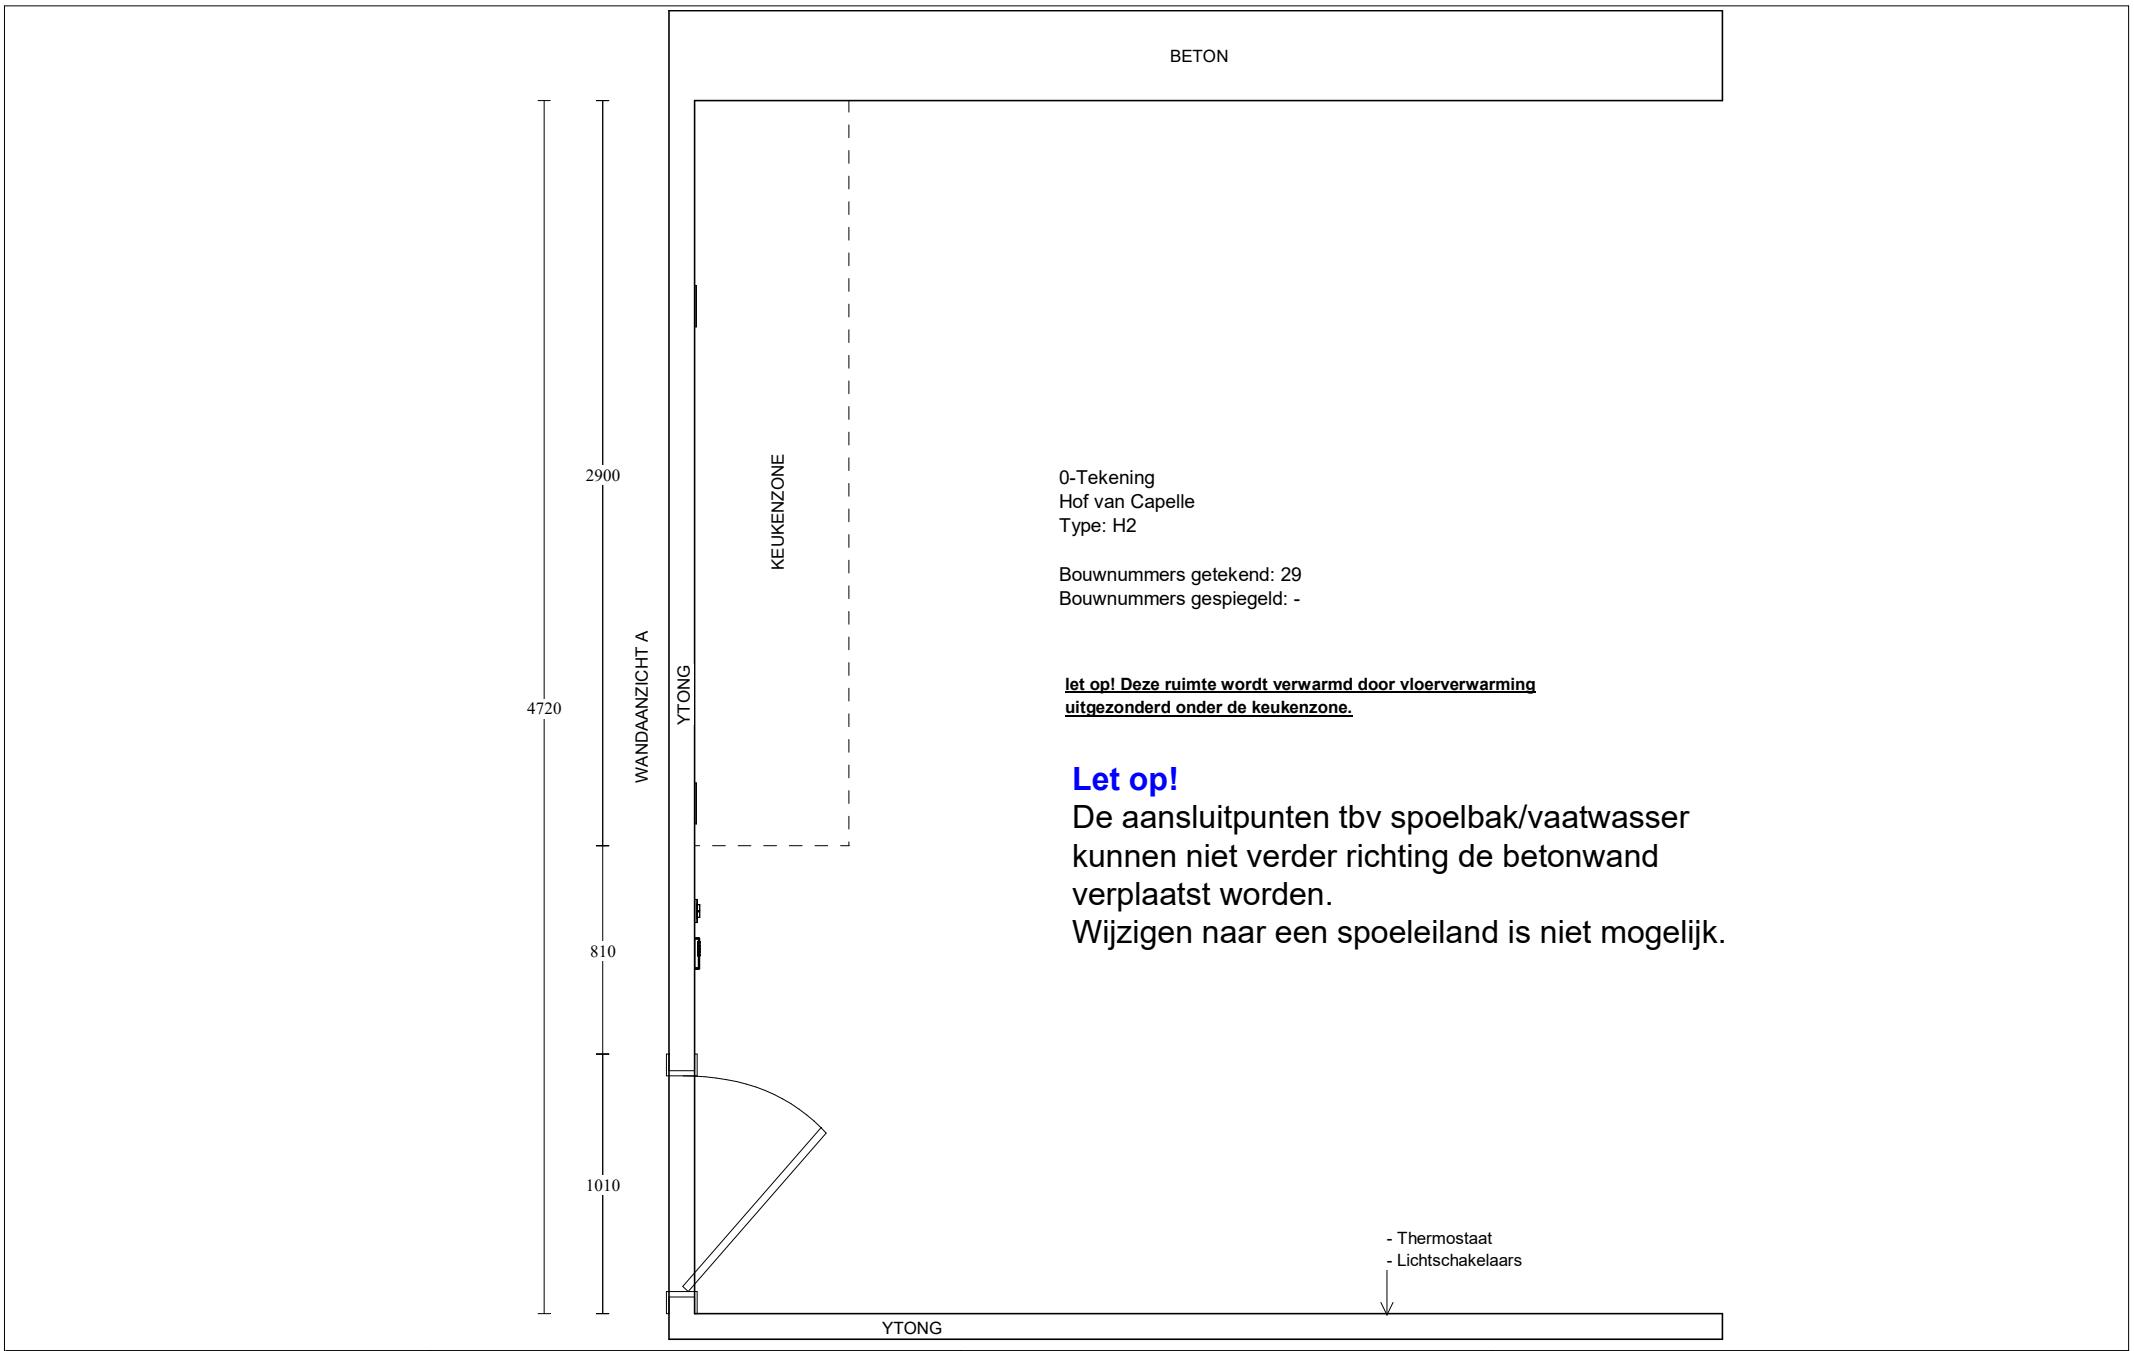 BETON
2900
KEUKENZONE
0-Tekening
Hof van Capelle
Type: H2
Bouwnummers getekend: 29
Bouwnummers gespiegeld: -
WANDAANZICHT A
YTONG
4720
let op! Deze ruimte wordt verwarmd door vloerverwarming
uitgezonderd onder de keukenzone.
Let op!
De aansluitpunten tbv spoelbak/vaatwasser
kunnen niet verder richting de betonwand
verplaatst worden.
Wijzigen naar een spoeleiland is niet mogelijk.
810
1010
- Thermostaat
- Lichtschakelaars
YTONG